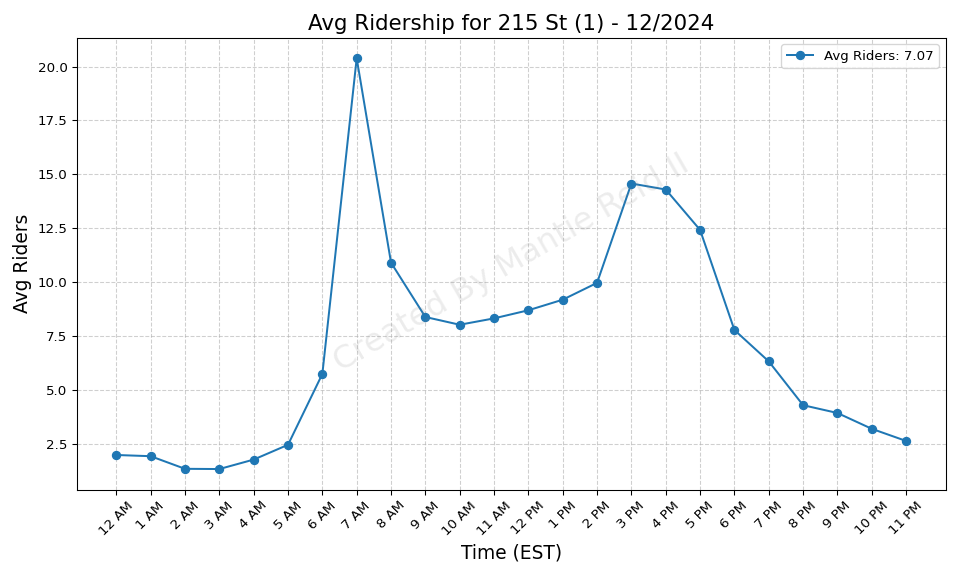 Avg Ridership for 215 St (1) - 12/2024
Avg Riders: 7.07
20.0
17.5
15.0
12.5
10.0
7.5
5.0
2.5
Avg Riders
Created By Mantie Reid II
12 AM
1 AM
2 AM
3 AM
4 AM
5 AM
6 AM
7 AM
8 AM
9 AM
10 AM
11 AM
12 PM
1 PM
2 PM
3 PM
4 PM
5 PM
6 PM
7 PM
8 PM
9 PM
10 PM
11 PM
Time (EST)